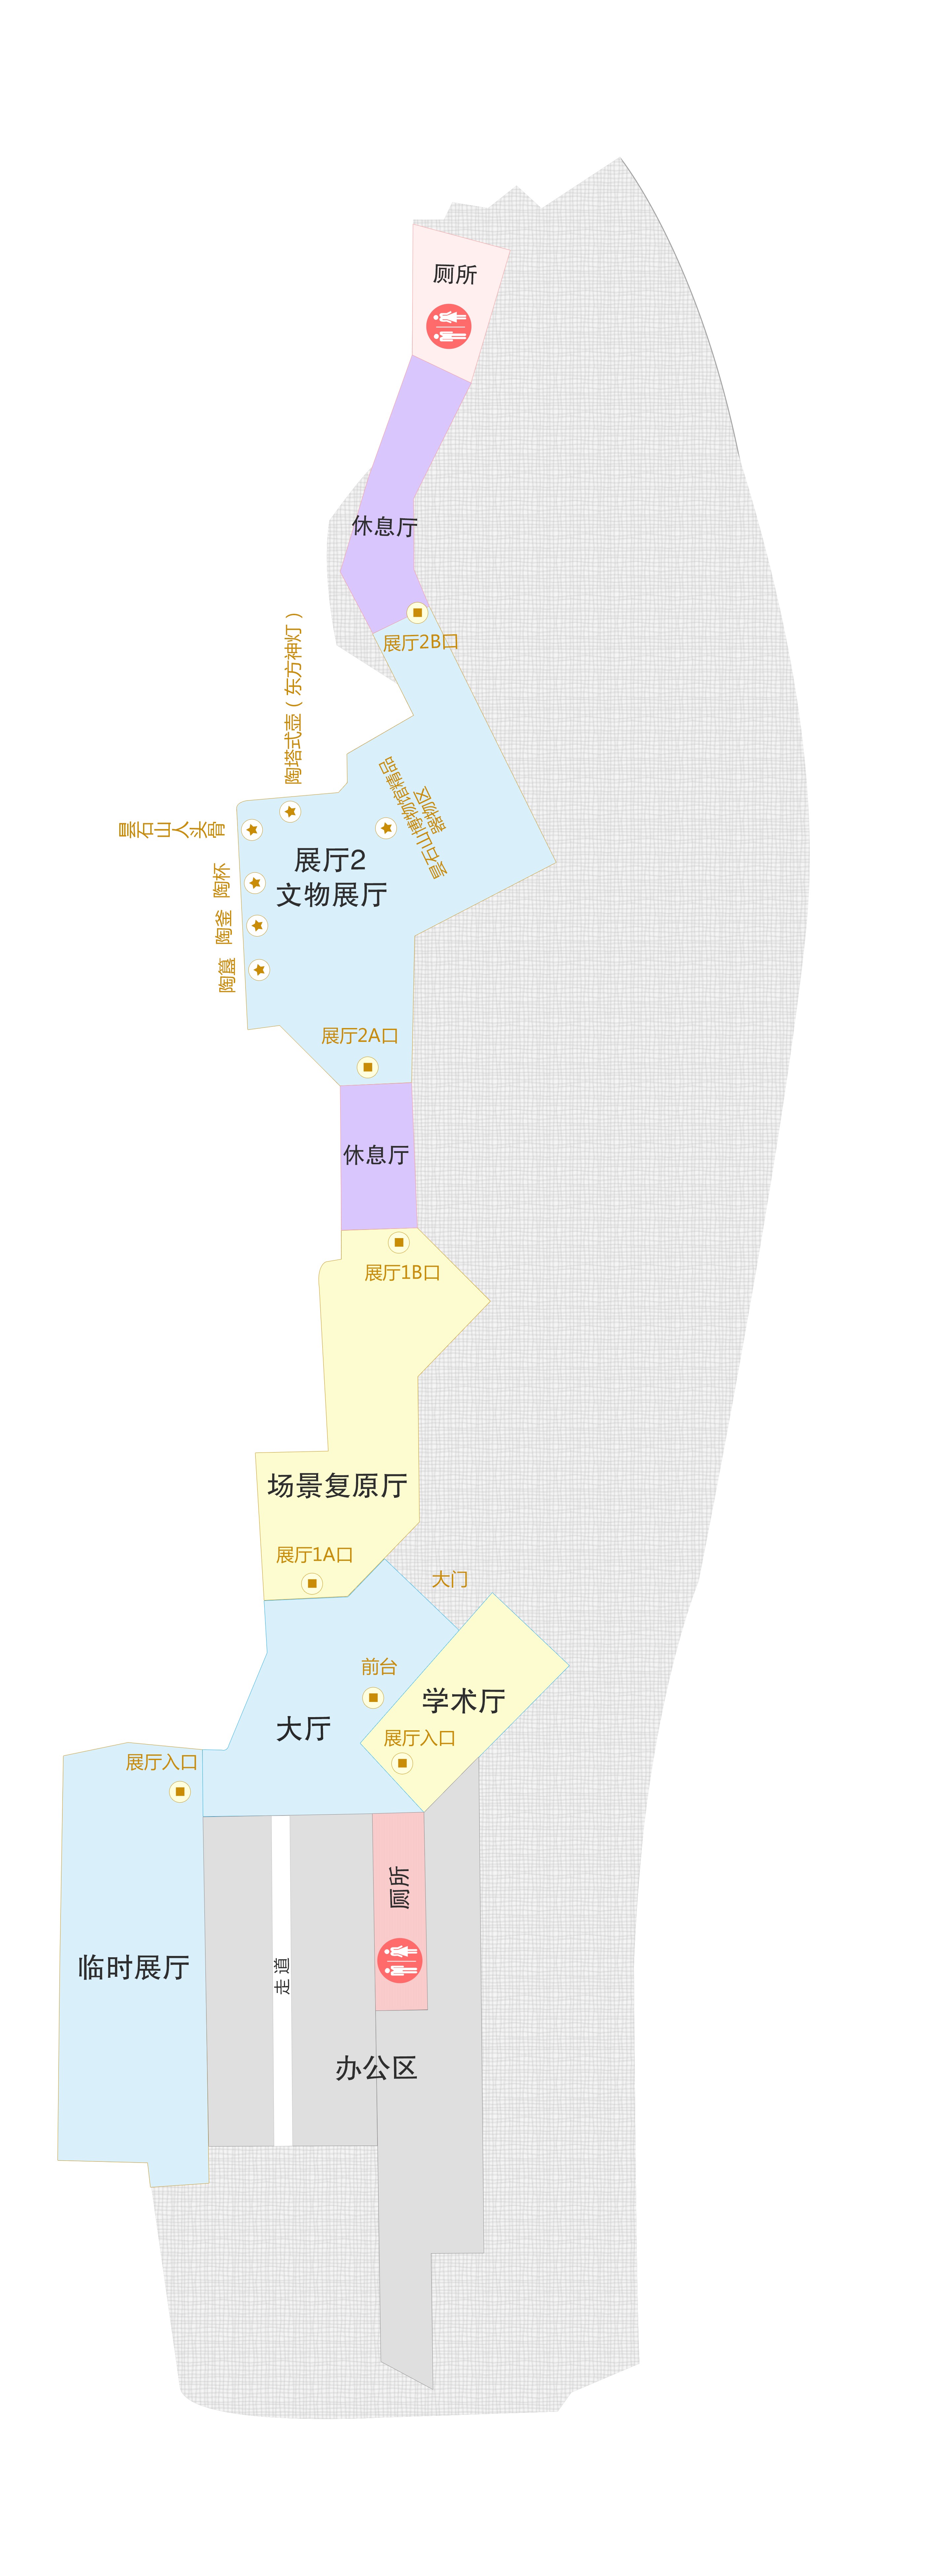 厕所
休息厅
展厅2B口
陶塔式壶（东方神灯）
昙石山博物馆精品
器物区
昙石山人头骨
展厅2
文物展厅
陶杯
陶釜
陶簋
展厅2A口
休息厅
展厅1B口
场景复原厅
展厅1A口
大门
前台
学术厅
大厅
展厅入口
展厅入口
厕所
临时展厅
走道
办公区